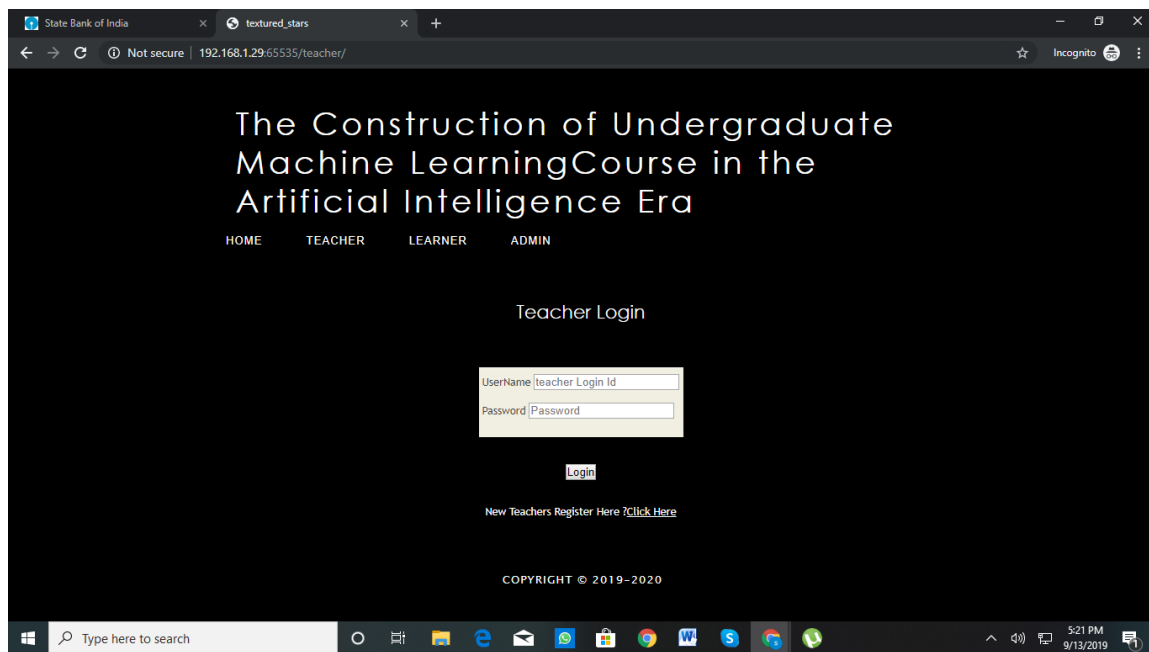 State Bank of India
textured_stars
Not secure | 192.168.1.29:65535/teacher/
Incognito
The Construction of Undergraduate
Machine LearningCourse in the
Artificial Intelligence Era
HOME TEACHER LEARNER ADMIN
Teacher Login
UserName teacher Login Id
Password Password
Login
New Teachers Register Here ?Click Here
COPYRIGHT © 2019-2020
Type here to search
5:21 PM
9/13/2019